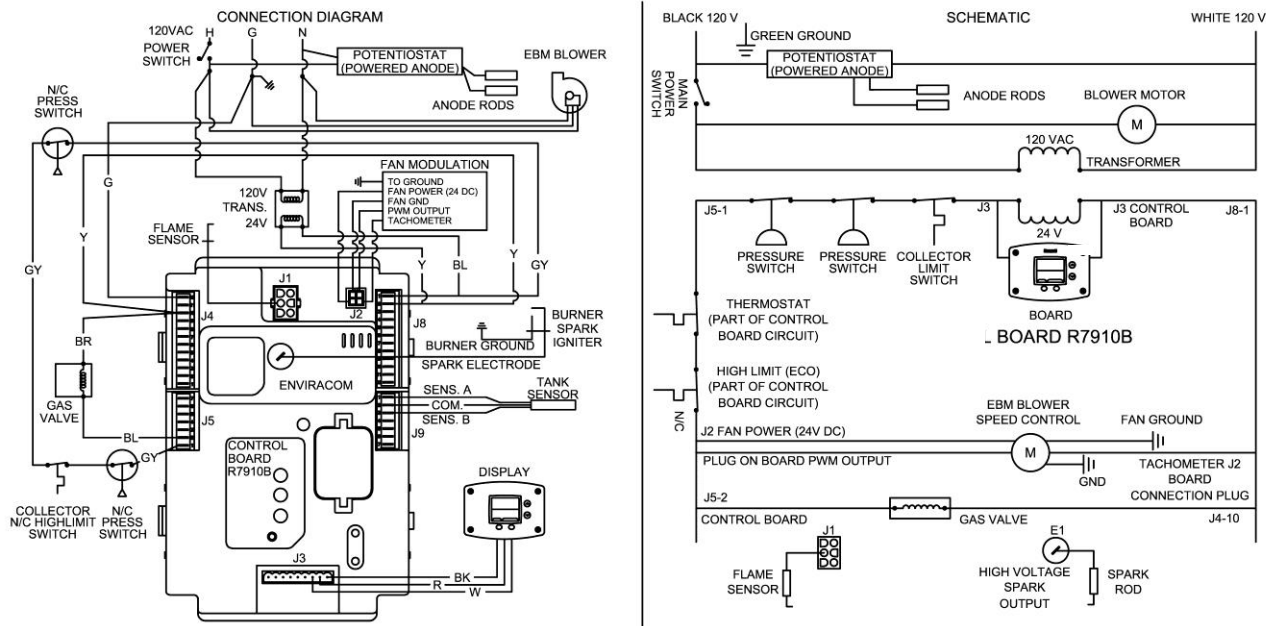 CONNECTION DIAGRAM
120VAC
H
G
N
POWER
SWITCH
POTENTIOSTAT
(POWERED ANODE)
EBM BLOWER
ANODE RODS
N/C
PRESS
SWITCH
G
FAN MODULATION
TO GROUND
FAN POWER (24 DC)
FAN GND
PWM OUTPUT
TACHOMETER
120V
TRANS.
24V
FLAME
SENSOR
Y
GY
Y
BL
Y
GY
J1
J2
J4
J8
BURNER
SPARK
IGNITER
BURNER GROUND
SPARK ELECTRODE
BR
ENVIRACOM
GAS
VALVE
SENS. A
COM.
SENS. B
TANK
SENSOR
J5
J9
BL
GY
CONTROL
BOARD
R7910B
DISPLAY
COLLECTOR
N/C HIGHLIMIT
SWITCH
N/C
PRESS
SWITCH
J3
BK
R
W
SCHEMATIC
BLACK 120 V
WHITE 120 V
GREEN GROUND
POTENTIOSTAT
(POWERED ANODE)
MAIN
POWER
SWITCH
ANODE RODS
BLOWER MOTOR
M
120 VAC
TRANSFORMER
J5-1
J3
J3 CONTROL
BOARD
J8-1
24 V
PRESSURE
SWITCH
PRESSURE
SWITCH
COLLECTOR
LIMIT
SWITCH
BOARD
L BOARD R7910B
THERMOSTAT
(PART OF CONTROL
BOARD CIRCUIT)
HIGH LIMIT (ECO)
(PART OF CONTROL
BOARD CIRCUIT)
N/C
EBM BLOWER
SPEED CONTROL
FAN GROUND
J2 FAN POWER (24V DC)
M
PLUG ON BOARD PWM OUTPUT
GND
TACHOMETER J2
BOARD
CONNECTION PLUG
J5-2
CONTROL BOARD
GAS VALVE
J4-10
J1
E1
FLAME
SENSOR
HIGH VOLTAGE
SPARK
OUTPUT
SPARK
ROD